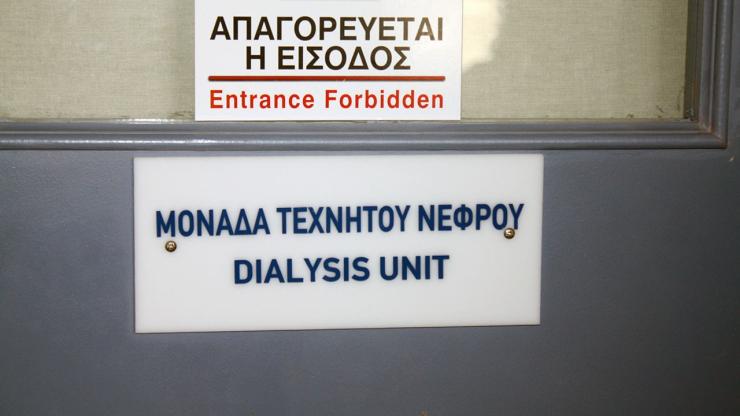 ΑΠΑΓΟΡΕΥΕΤΑΙ
Η ΕΙΣΟΔΟΣ
Entrance Forbidden
ΜΟΝΑΔΑ ΤΕΧΝΗΤΟΥ ΝΕΦΡΟΥ
DIALYSIS UNIT